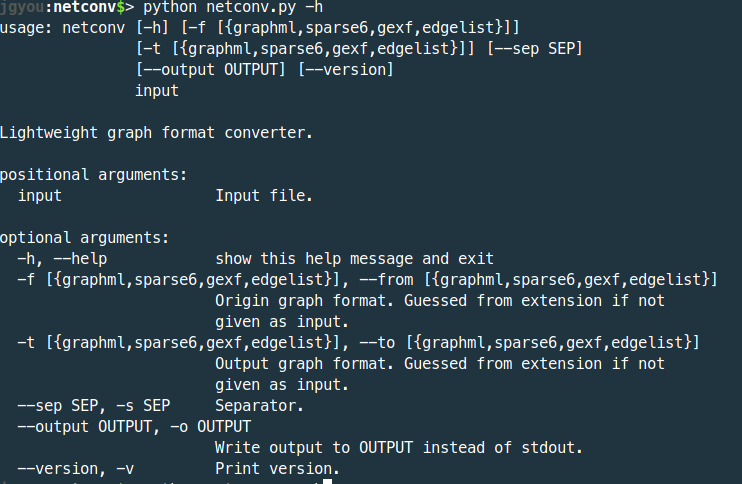 jgyou:netconv$> python netconv.py -h
usage: netconv [-h] [-f [{graphml,sparse6,gexf,edgelist}]]
               [-t [{graphml,sparse6,gexf,edgelist}]] [--sep SEP]
               [--output OUTPUT] [--version]
               input

Lightweight graph format converter.

positional arguments:
  input                 Input file.

optional arguments:
  -h, --help            show this help message and exit
  -f [{graphml,sparse6,gexf,edgelist}], --from [{graphml,sparse6,gexf,edgelist}]
                        Origin graph format. Guessed from extension if not
                        given as input.
  -t [{graphml,sparse6,gexf,edgelist}], --to [{graphml,sparse6,gexf,edgelist}]
                        Output graph format. Guessed from extension if not
                        given as input.
  --sep SEP, -s SEP     Separator.
  --output OUTPUT, -o OUTPUT
                        Write output to OUTPUT instead of stdout.
  --version, -v         Print version.